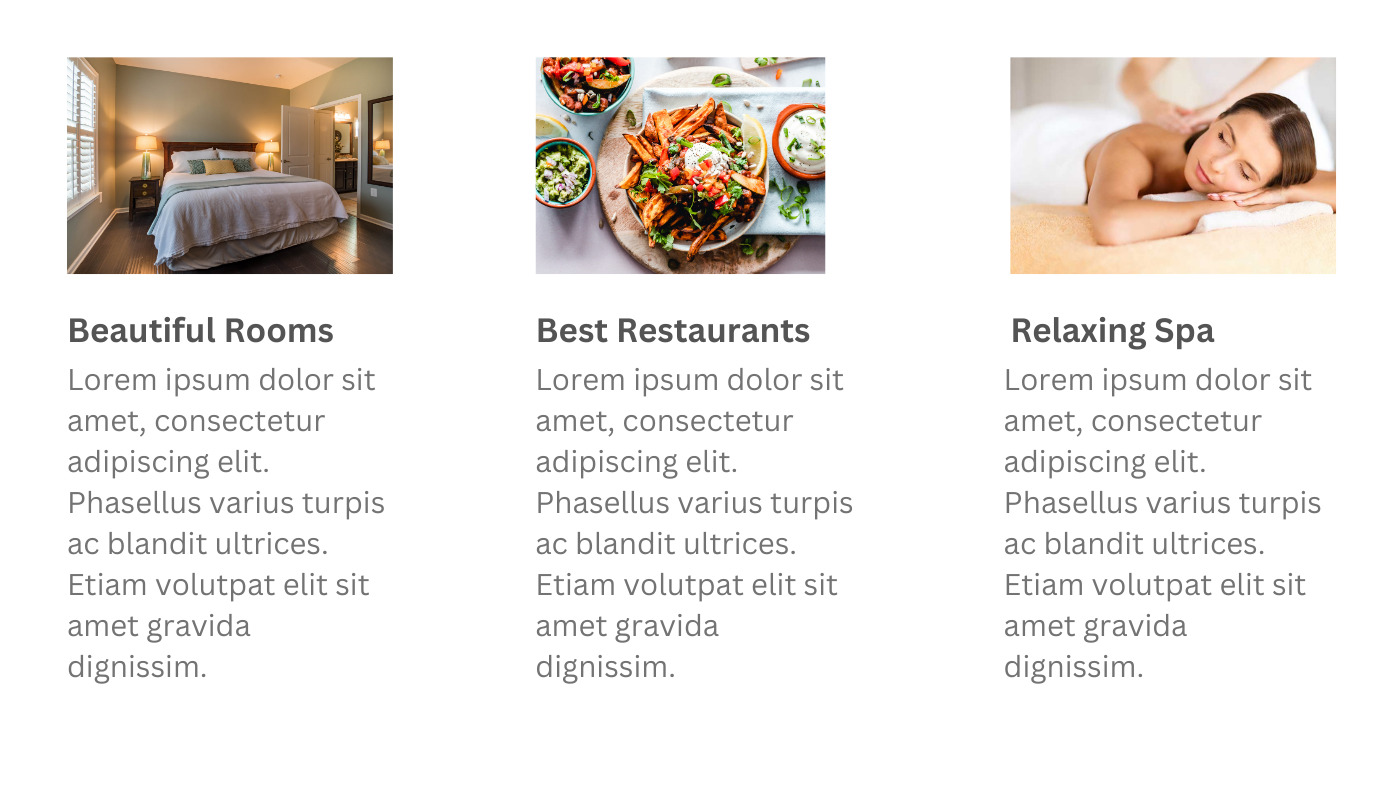 Beautiful Rooms
Lorem ipsum dolor sit
amet, consectetur
adipiscing elit.
Phasellus varius turpis
ac blandit ultrices.
Etiam volutpat elit sit
amet gravida
dignissim.
Best Restaurants
Lorem ipsum dolor sit
amet, consectetur
adipiscing elit.
Phasellus varius turpis
ac blandit ultrices.
Etiam volutpat elit sit
amet gravida
dignissim.
Relaxing Spa
Lorem ipsum dolor sit
amet, consectetur
adipiscing elit.
Phasellus varius turpis
ac blandit ultrices.
Etiam volutpat elit sit
amet gravida
dignissim.